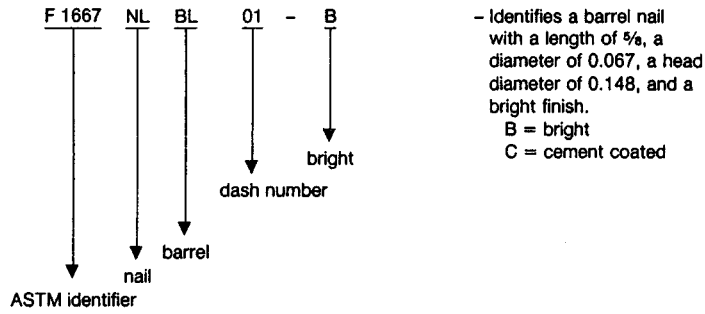 F 1667 NL BL 01 – B
– Identifies a barrel nail
with a length of 5/8, a
diameter of 0.067, a head
diameter of 0.148, and a
bright finish.
B = bright
C = cement coated
bright
dash number
barrel
nail
ASTM identifier